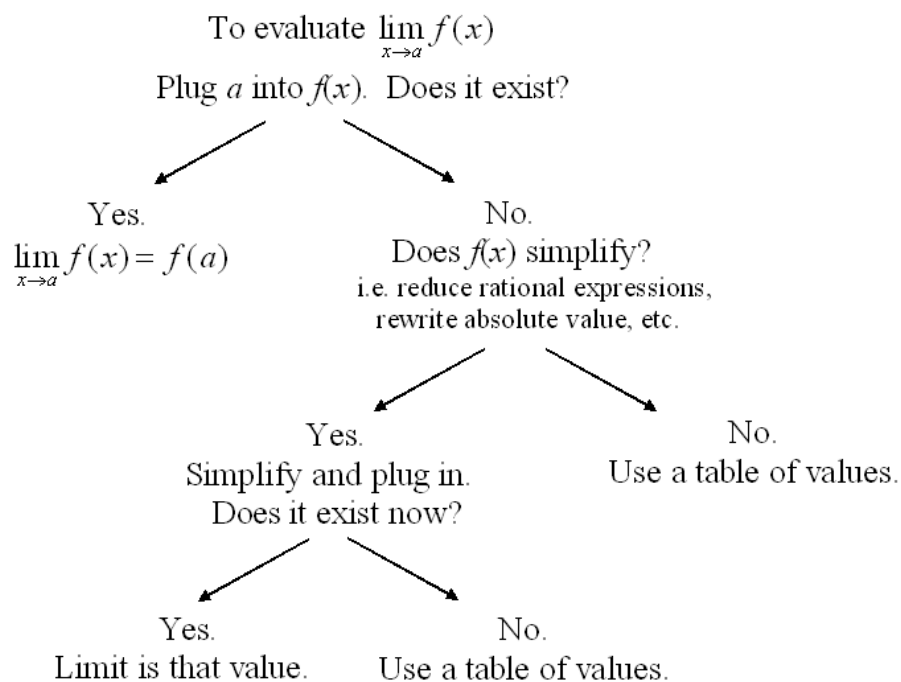 To evaluate lim x→a f(x)
Plug a into f(x). Does it exist?
Yes.
lim x→a f(x) = f(a)
No.
Does f(x) simplify?
i.e. reduce rational expressions,
rewrite absolute value, etc.
Yes.
Simplify and plug in.
Does it exist now?
No.
Use a table of values.
Yes.
Limit is that value.
No.
Use a table of values.